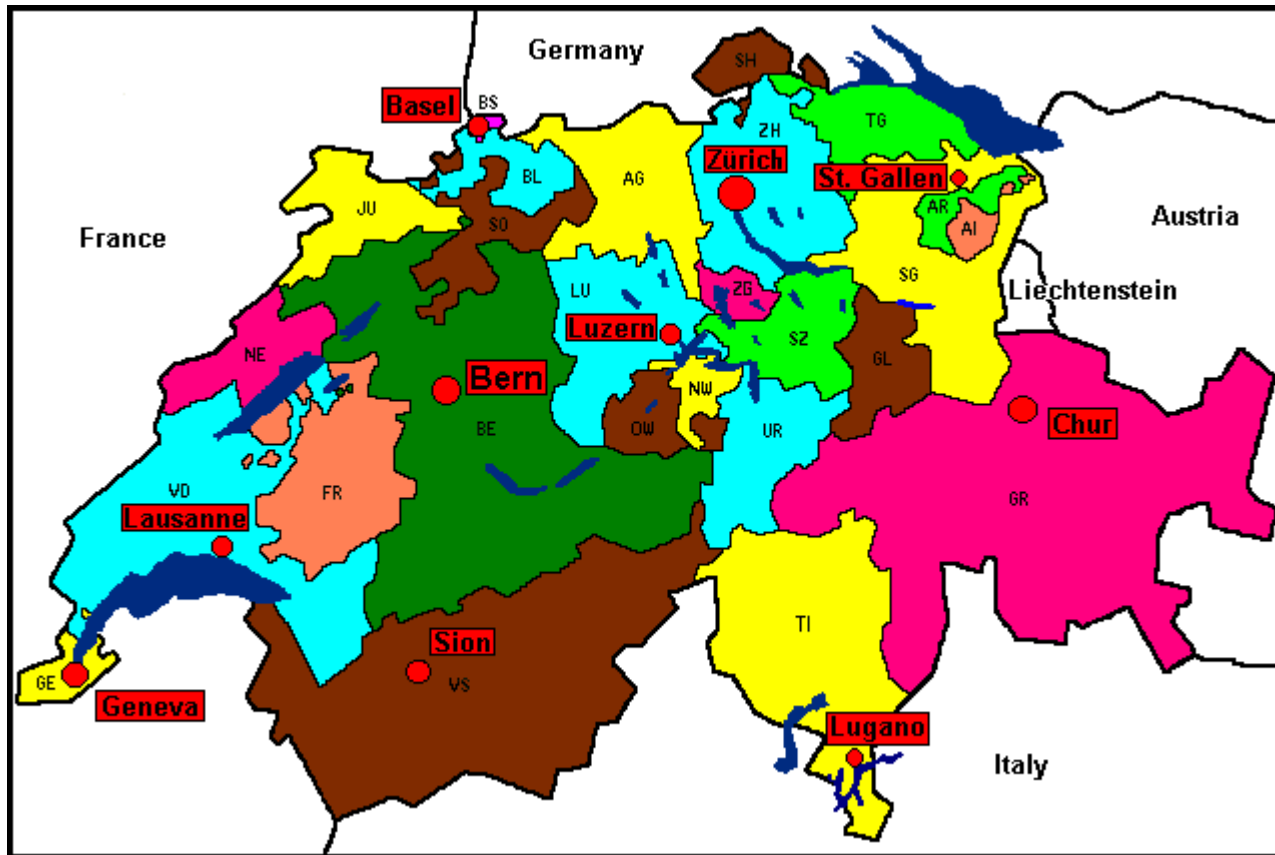 Germany
SH
Basel
BS
ZH
TG
Zürich
St. Gallen
BL
AG
JU
AR
France
SO
AI
Austria
SG
LU
ZG
Liechtenstein
Luzern
SZ
NE
GL
Bern
NW
BE
OW
UR
Chur
VD
FR
GR
Lausanne
TI
Sion
GE
VS
Geneva
Lugano
Italy